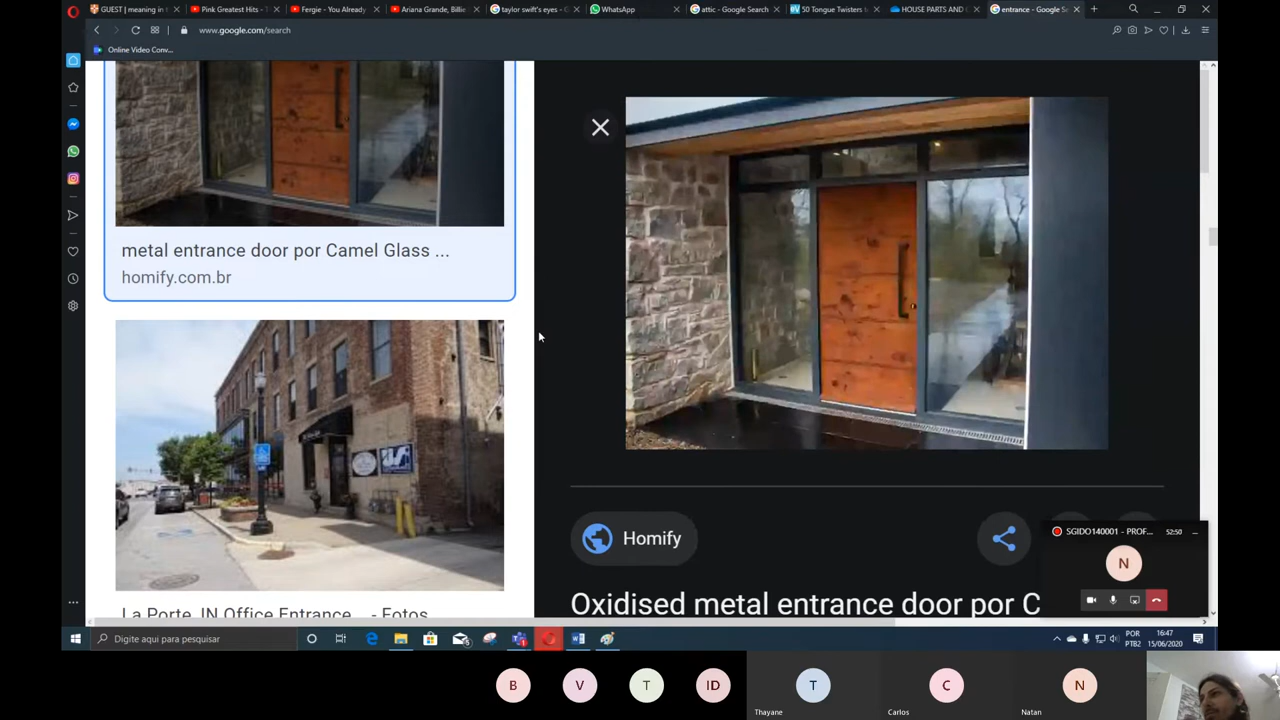 GUEST | meaning in t
Pink Greatest Hits - T
Fergie - You Already
Ariana Grande, Billie
taylor swift's eyes - G
WhatsApp
attic - Google Search
50 Tongue Twisters
HOUSE PARTS AND
entrance - Google S
www.google.com/search
Online Video Conv...
metal entrance door por Camel Glass ...
homify.com.br
La Porte, IN Office Entrance ... - Fotos
Homify
Oxidised metal entrance door por C
SGIDO140001 - PROF... 52:50
N
Digite aqui para pesquisar
POR
PTB2
16:47
15/06/2020
B
V
T
ID
T
C
N
Thayane
Carlos
Natan